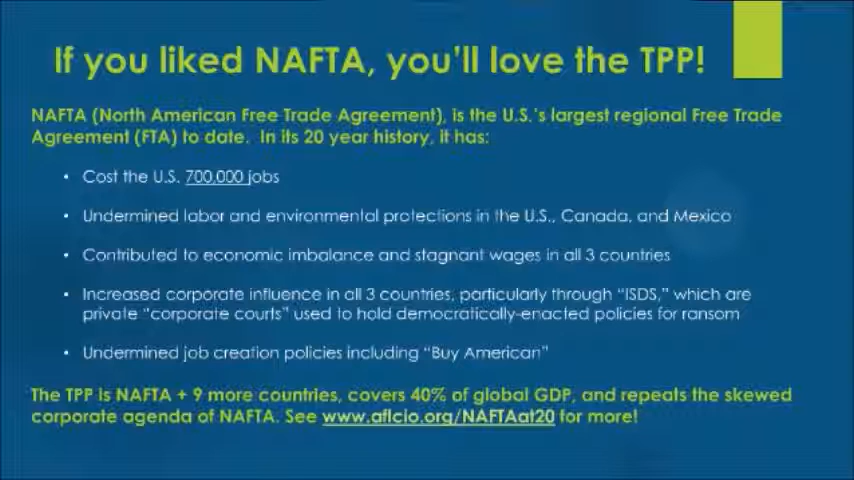 If you liked NAFTA, you'll love the TPP!
NAFTA (North American Free Trade Agreement), is the U.S.'s largest regional Free Trade
Agreement (FTA) to date. In its 20 year history, it has:
• Cost the U.S. 700,000 jobs
• Undermined labor and environmental protections in the U.S., Canada, and Mexico
• Contributed to economic imbalance and stagnant wages in all 3 countries
• Increased corporate influence in all 3 countries, particularly through "ISDS," which are
private "corporate courts" used to hold democratically-enacted policies for ransom
• Undermined job creation policies including "Buy American"
The TPP is NAFTA + 9 more countries, covers 40% of global GDP, and repeats the skewed
corporate agenda of NAFTA. See www.aflcio.org/NAFTAat20 for more!